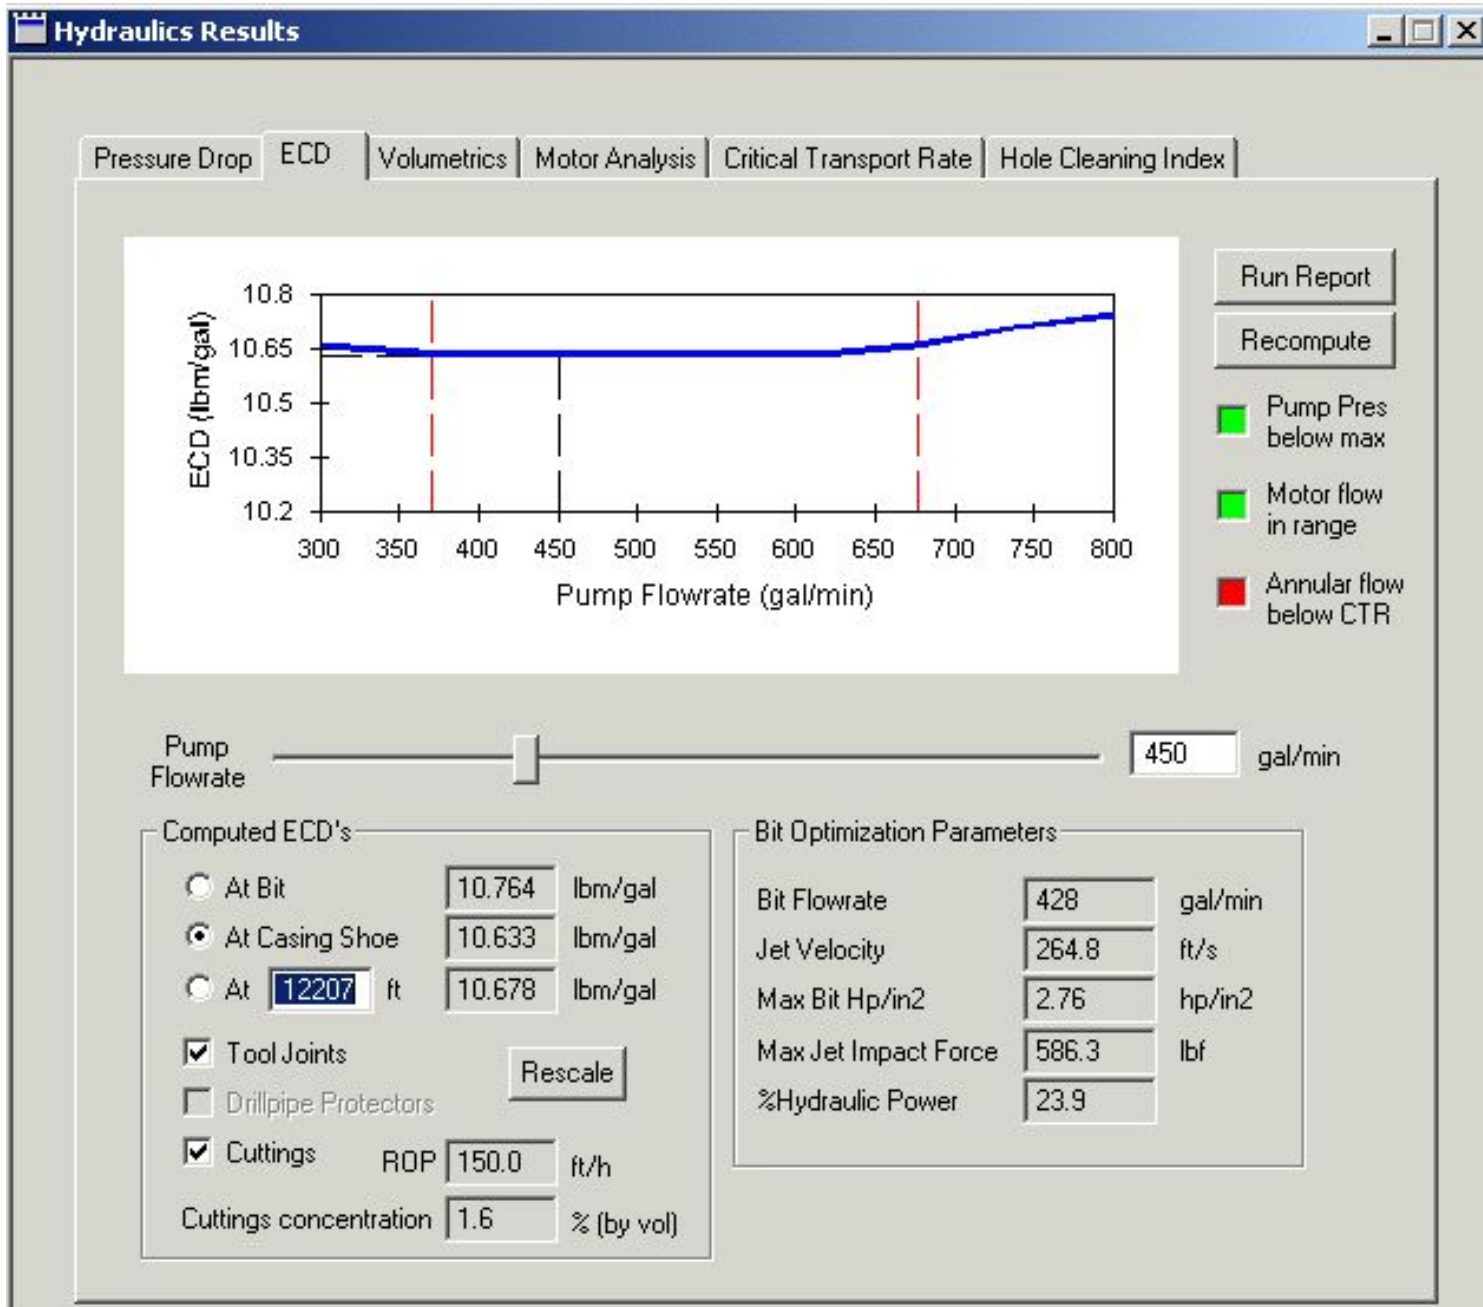 Hydraulics Results
Pressure Drop ECD Volumetrics Motor Analysis Critical Transport Rate Hole Cleaning Index
ECD (lbm/gal)
10.8
10.65
10.5
10.35
10.2
300 350 400 450 500 550 600 650 700 750 800
Pump Flowrate (gal/min)
Run Report
Recompute
Pump Pres
below max
Motor flow
in range
Annular flow
below CTR
Pump
Flowrate
450 gal/min
Computed ECD's
At Bit 10.764 lbm/gal
At Casing Shoe 10.633 lbm/gal
At 12207 ft 10.678 lbm/gal
Tool Joints
Rescale
Drillpipe Protectors
Cuttings ROP 150.0 ft/h
Cuttings concentration 1.6 % (by vol)
Bit Optimization Parameters
Bit Flowrate 428 gal/min
Jet Velocity 264.8 ft/s
Max Bit Hp/in2 2.76 hp/in2
Max Jet Impact Force 586.3 lbf
%Hydraulic Power 23.9